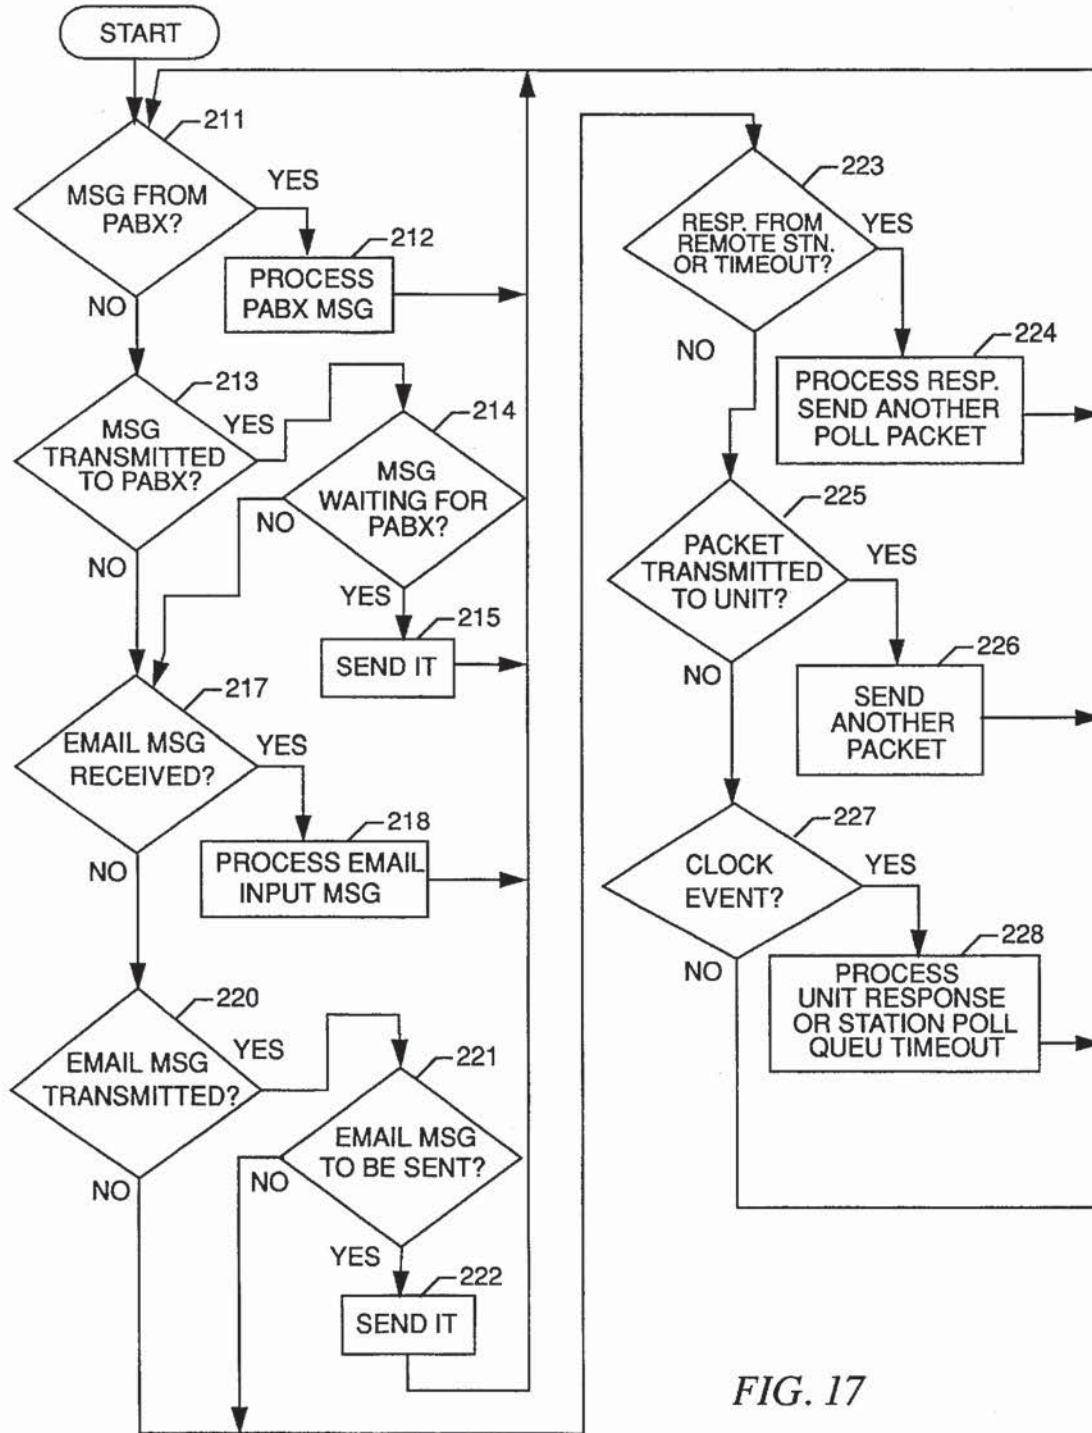 START
211
MSG FROM
PABX?
YES
NO
212
PROCESS
PABX MSG
213
MSG
TRANSMITTED
TO PABX?
YES
NO
214
MSG
WAITING FOR
PABX?
NO
YES
215
SEND IT
217
EMAIL MSG
RECEIVED?
YES
NO
218
PROCESS EMAIL
INPUT MSG
220
EMAIL MSG
TRANSMITTED?
YES
NO
221
EMAIL MSG
TO BE SENT?
NO
YES
222
SEND IT
223
RESP. FROM
REMOTE STN.
OR TIMEOUT?
YES
NO
224
PROCESS RESP.
SEND ANOTHER
POLL PACKET
225
PACKET
TRANSMITTED
TO UNIT?
YES
NO
226
SEND
ANOTHER
PACKET
227
CLOCK
EVENT?
YES
NO
228
PROCESS
UNIT RESPONSE
OR STATION POLL
QUEU TIMEOUT
FIG. 17